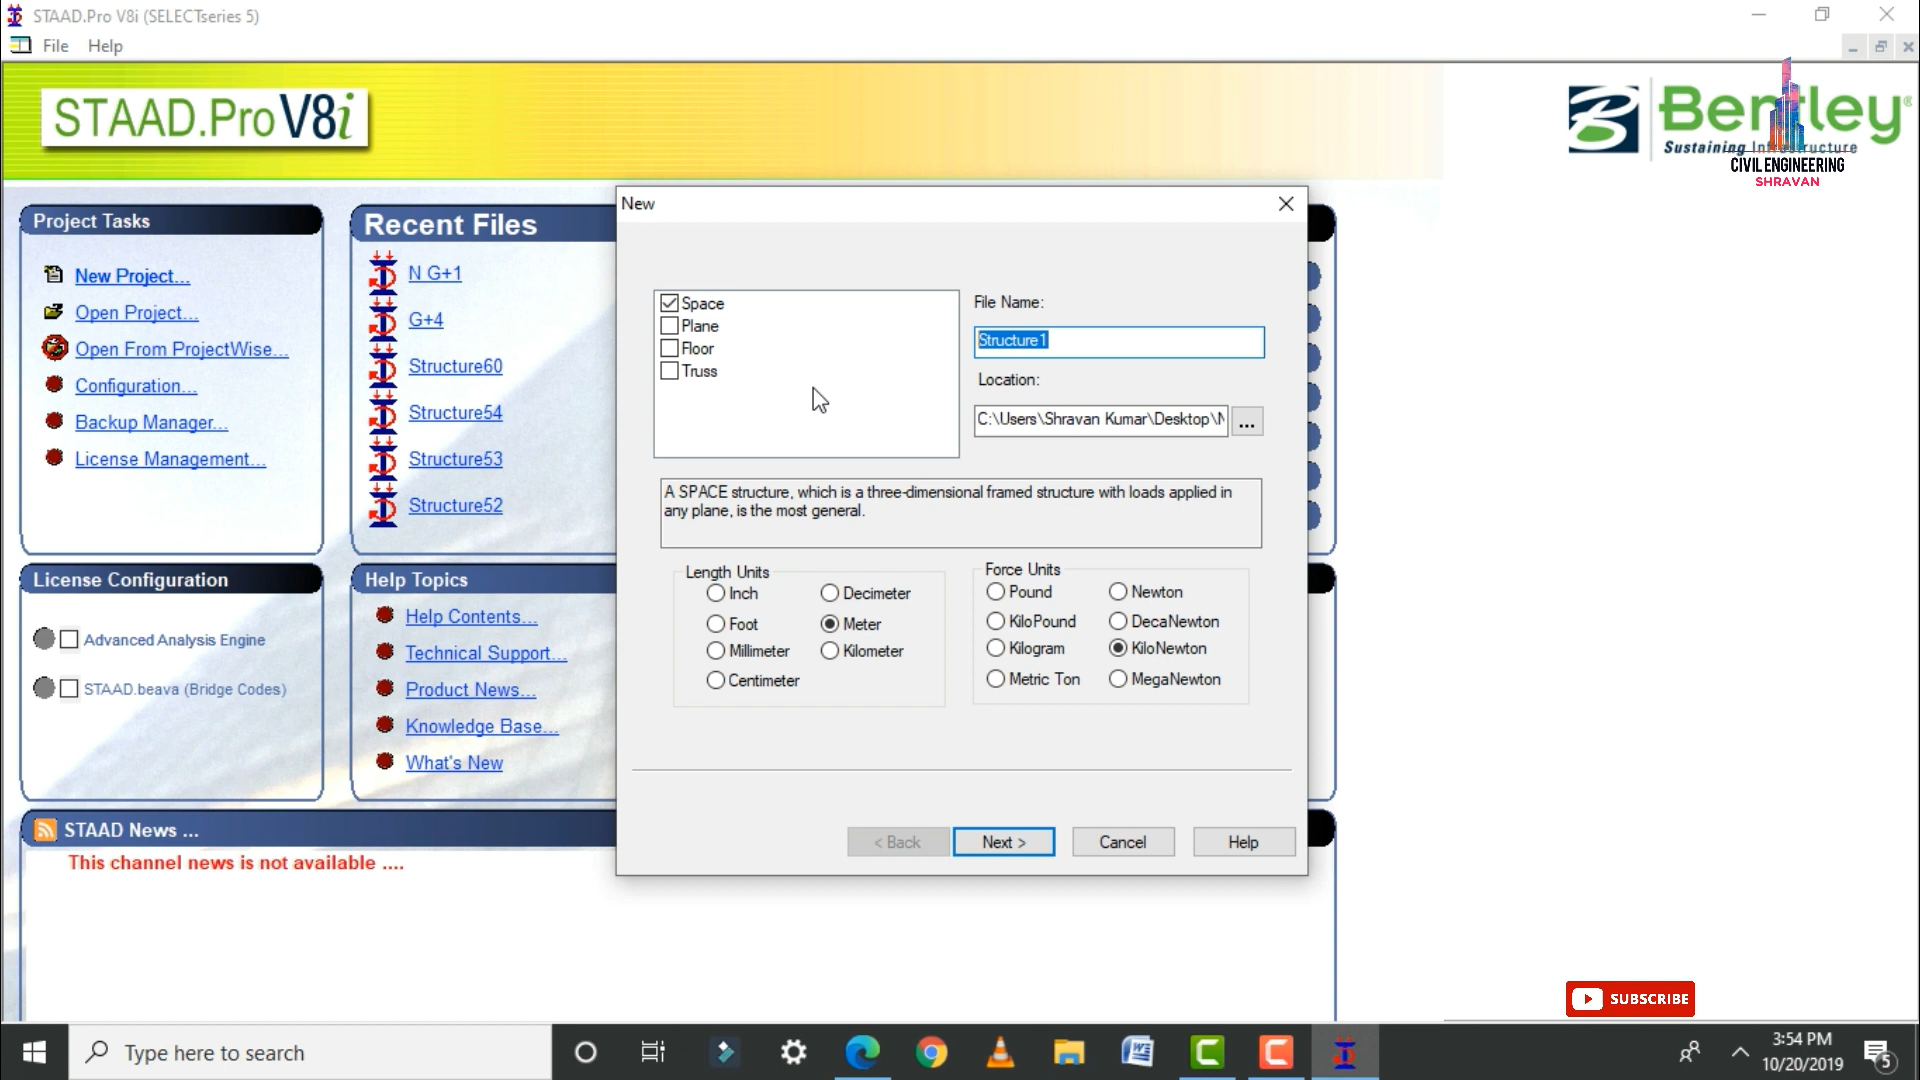 STAAD.Pro V8i (SELECTseries 5)
File Help
STAAD.Pro V8i
Bentley
Sustaining Infrastructure
CIVIL ENGINEERING
SHRAVAN
Project Tasks
New Project...
Open Project...
Open From ProjectWise...
Configuration...
Backup Manager...
License Management...
Recent Files
N G+1
G+4
Structure60
Structure54
Structure53
Structure52
License Configuration
Advanced Analysis Engine
STAAD.beava (Bridge Codes)
Help Topics
Help Contents...
Technical Support...
Product News...
Knowledge Base...
What's New
STAAD News ...
This channel news is not available ....
New
Space
Plane
Floor
Truss
File Name:
Structure1
Location:
C:\Users\Shravan Kumar\Desktop\N
...
A SPACE structure, which is a three-dimensional framed structure with loads applied in
any plane, is the most general.
Length Units
Inch Decimeter
Foot Meter
Millimeter Kilometer
Centimeter
Force Units
Pound Newton
KiloPound DecaNewton
Kilogram KiloNewton
Metric Ton MegaNewton
< Back Next > Cancel Help
SUBSCRIBE
Type here to search
3:54 PM
10/20/2019
5